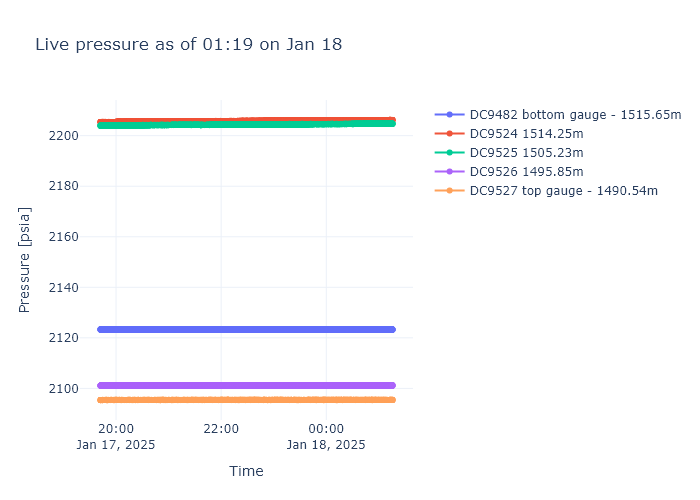 Live pressure as of 01:19 on Jan 18
DC9482 bottom gauge - 1515.65m
DC9524 1514.25m
DC9525 1505.23m
DC9526 1495.85m
DC9527 top gauge - 1490.54m
Pressure [psia]
2200
2180
2160
2140
2120
2100
20:00
Jan 17, 2025
22:00
00:00
Jan 18, 2025
Time